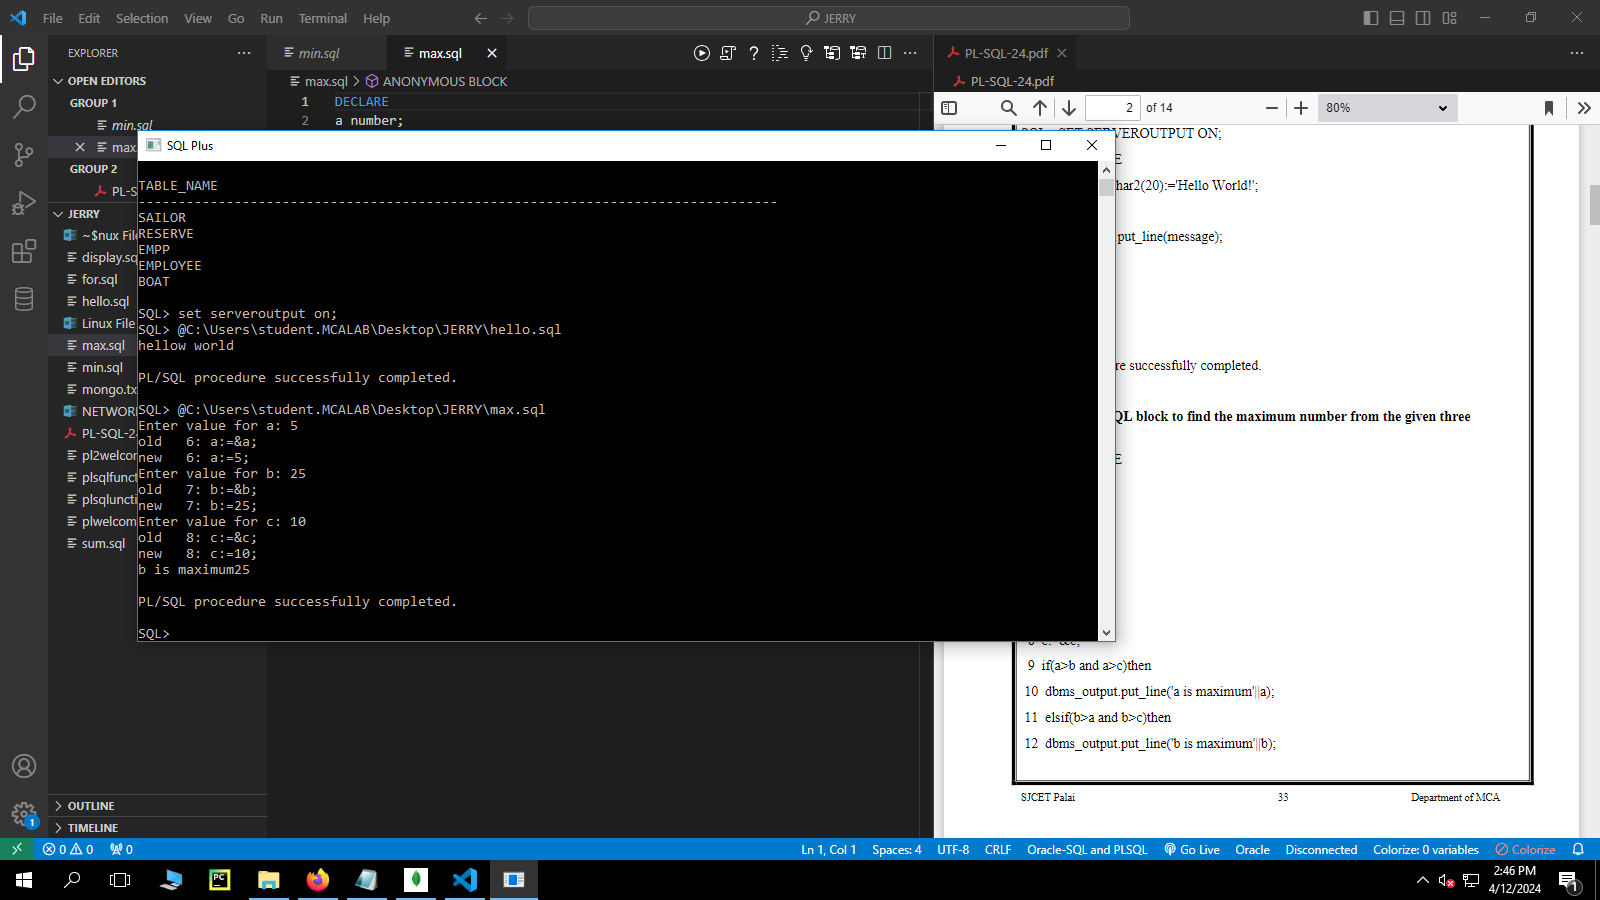 File Edit Selection View Go Run Terminal Help
JERRY
EXPLORER
min.sql
max.sql
PL-SQL-24.pdf
OPEN EDITORS
max.sql > ANONYMOUS BLOCK
PL-SQL-24.pdf
GROUP 1
min.sql
max
GROUP 2
PL-S
JERRY
~$nux File
display.sq
for.sql
hello.sql
Linux File
max.sql
min.sql
mongo.tx
NETWOR
PL-SQL-2
pl2welcor
plsqlfunct
plsqluncti
plwelcom
sum.sql
OUTLINE
TIMELINE
1 DECLARE
2 a number;
SQL Plus
TABLE_NAME
--------------------------------------------------------------------------------
SAILOR
RESERVE
EMPP
EMPLOYEE
BOAT
SQL> set serveroutput on;
SQL> @C:\Users\student.MCALAB\Desktop\JERRY\hello.sql
hellow world
PL/SQL procedure successfully completed.
SQL> @C:\Users\student.MCALAB\Desktop\JERRY\max.sql
Enter value for a: 5
old   6: a:=&a;
new   6: a:=5;
Enter value for b: 25
old   7: b:=&b;
new   7: b:=25;
Enter value for c: 10
old   8: c:=&c;
new   8: c:=10;
b is maximum25
PL/SQL procedure successfully completed.
SQL>
2 of 14
80%
VEROUTPUT ON;
E
har2(20):='Hello World!';
put_line(message);
re successfully completed.
QL block to find the maximum number from the given three
E
9 if(a>b and a>c)then
10 dbms_output.put_line('a is maximum'||a);
11 elsif(b>a and b>c)then
12 dbms_output.put_line('b is maximum'||b);
SJCET Palai 33 Department of MCA
0 0 0
Ln 1, Col 1 Spaces: 4 UTF-8 CRLF Oracle-SQL and PLSQL Go Live Oracle Disconnected Colorize: 0 variables Colorize
1
PC
2:46 PM
4/12/2024
1